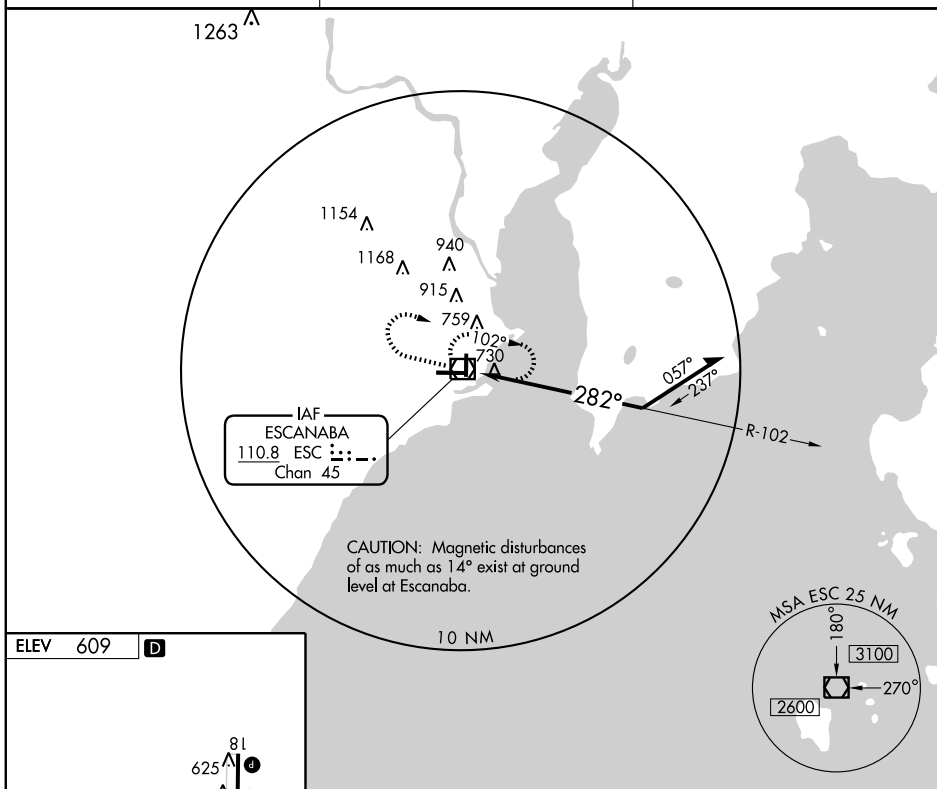 1263
1154
1168
940
915
759
102°
730
282°
057°
237°
R-102
IAF
ESCANABA
110.8 ESC
Chan 45
CAUTION: Magnetic disturbances
of as much as 14° exist at ground
level at Escanaba.
10 NM
MSA ESC 25 NM
180°
3100
270°
2600
ELEV 609 D
18
625
P